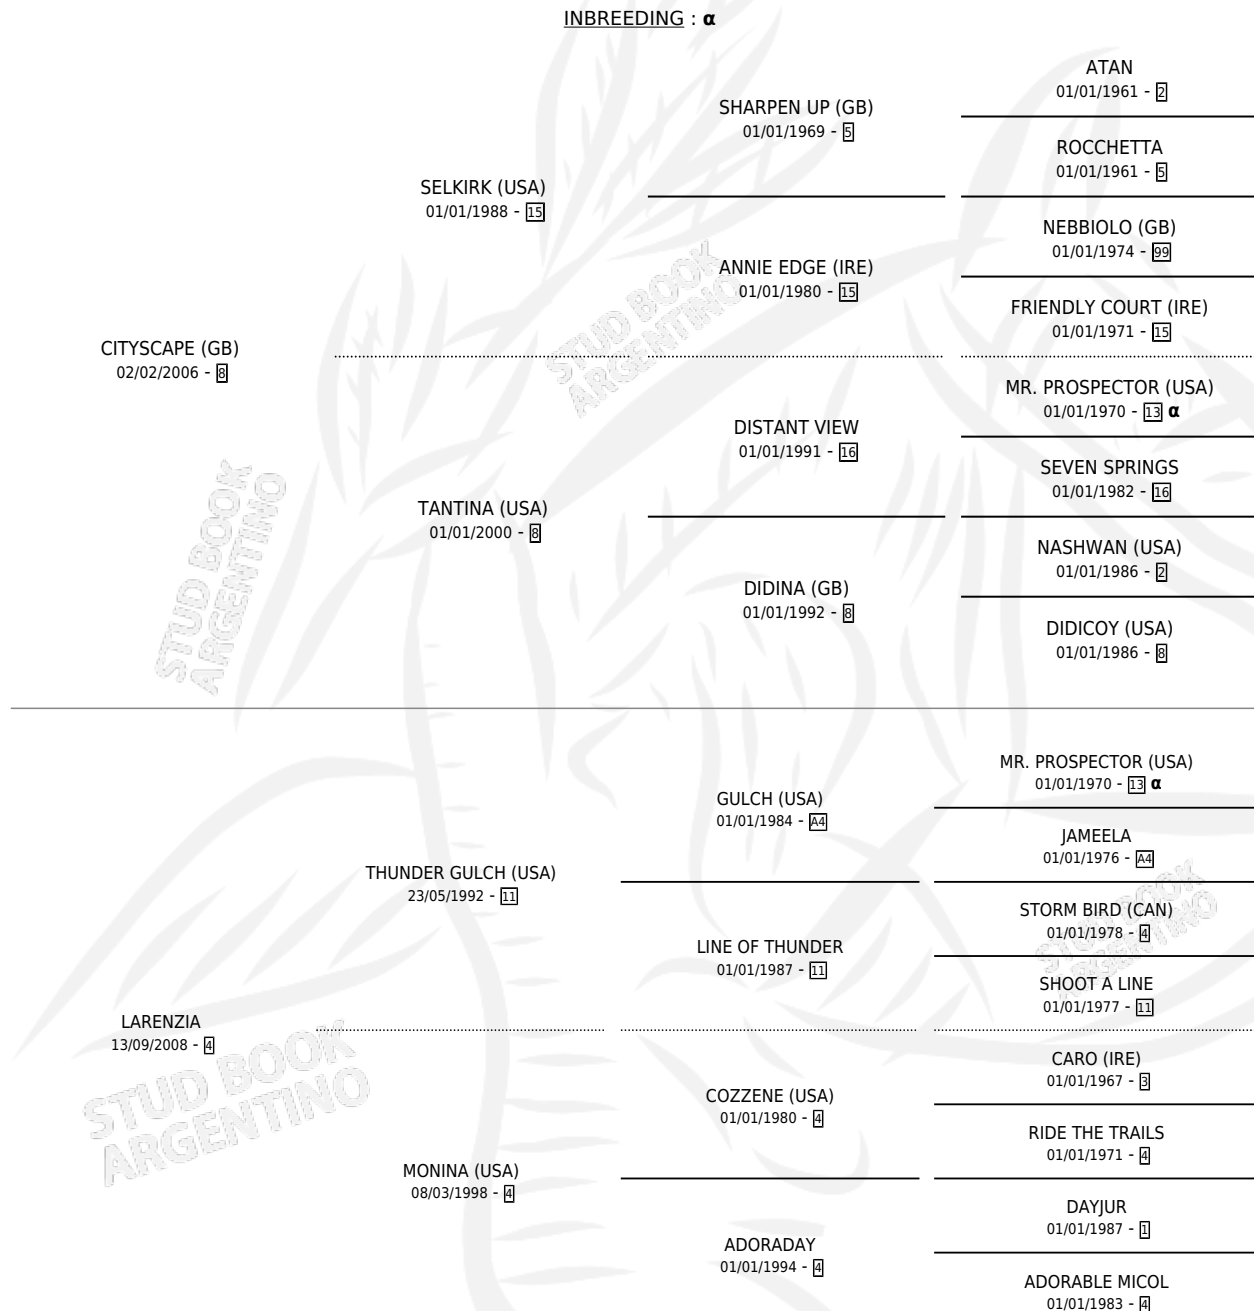 INBREEDING : α
ATAN
01/01/1961 - 2
SHARPEN UP (GB)
01/01/1969 - 5
ROCCHETTA
01/01/1961 - 5
SELKIRK (USA)
01/01/1988 - 15
NEBBIOLO (GB)
01/01/1974 - 99
ANNIE EDGE (IRE)
01/01/1980 - 15
FRIENDLY COURT (IRE)
01/01/1971 - 15
CITYSCAPE (GB)
02/02/2006 - 8
MR. PROSPECTOR (USA)
01/01/1970 - 13 α
DISTANT VIEW
01/01/1991 - 16
SEVEN SPRINGS
01/01/1982 - 16
TANTINA (USA)
01/01/2000 - 8
NASHWAN (USA)
01/01/1986 - 2
DIDINA (GB)
01/01/1992 - 8
DIDICOY (USA)
01/01/1986 - 8
MR. PROSPECTOR (USA)
01/01/1970 - 13 α
GULCH (USA)
01/01/1984 - A4
JAMEELA
01/01/1976 - A4
THUNDER GULCH (USA)
23/05/1992 - 11
STORM BIRD (CAN)
01/01/1978 - 4
LINE OF THUNDER
01/01/1987 - 11
SHOOT A LINE
01/01/1977 - 11
LARENZIA
13/09/2008 - 4
CARO (IRE)
01/01/1967 - 3
COZZENE (USA)
01/01/1980 - 4
RIDE THE TRAILS
01/01/1971 - 4
MONINA (USA)
08/03/1998 - 4
DAYJUR
01/01/1987 - 1
ADORADAY
01/01/1994 - 4
ADORABLE MICOL
01/01/1983 - 4
STUD BOOK
ARGENTINO
STUD BOOK
ARGENTINO
STUD BOOK
ARGENTINO
STUD BOOK
ARGENTINO